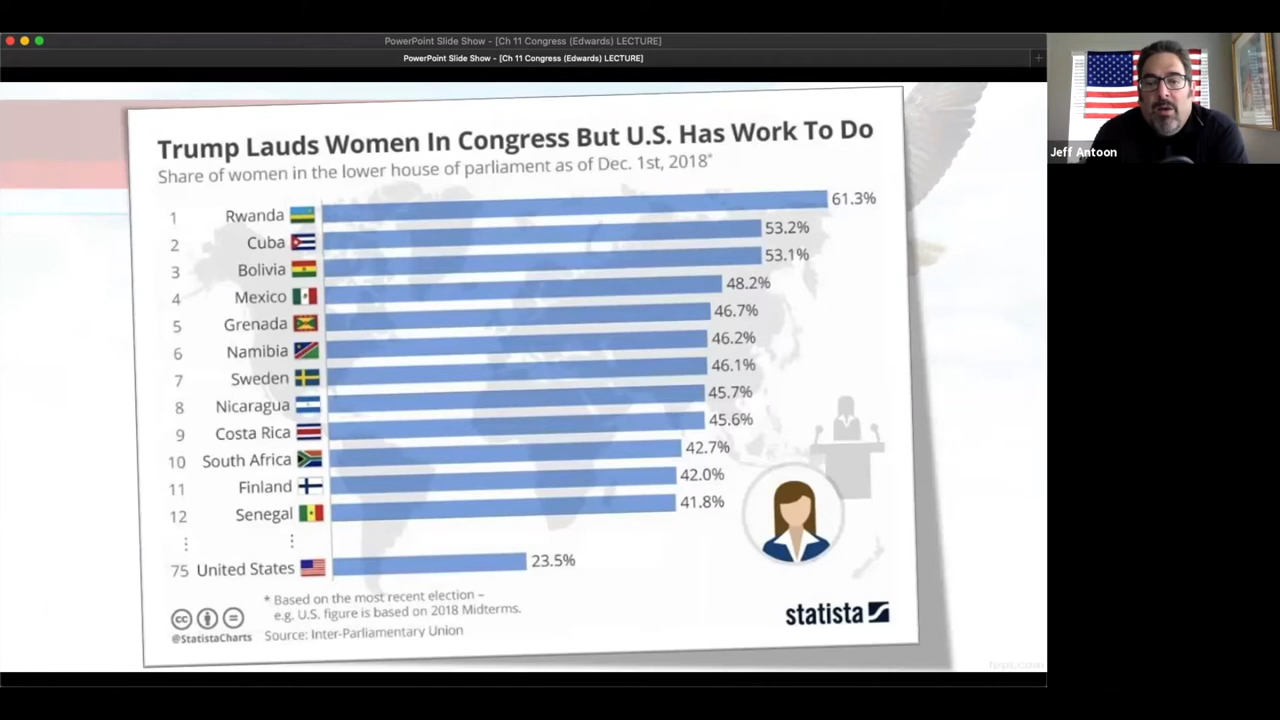 PowerPoint Slide Show - [Ch 11 Congress (Edwards) LECTURE]
PowerPoint Slide Show - [Ch 11 Congress (Edwards) LECTURE]
Jeff Antoon
Trump Lauds Women In Congress But U.S. Has Work To Do
Share of women in the lower house of parliament as of Dec. 1st, 2018*
1 Rwanda 61.3%
2 Cuba 53.2%
3 Bolivia 53.1%
4 Mexico 48.2%
5 Grenada 46.7%
6 Namibia 46.2%
7 Sweden 46.1%
8 Nicaragua 45.7%
9 Costa Rica 45.6%
10 South Africa 42.7%
11 Finland 42.0%
12 Senegal 41.8%
75 United States 23.5%
* Based on the most recent election –
e.g. U.S. figure is based on 2018 Midterms.
@StatistaCharts Source: Inter-Parliamentary Union
statista